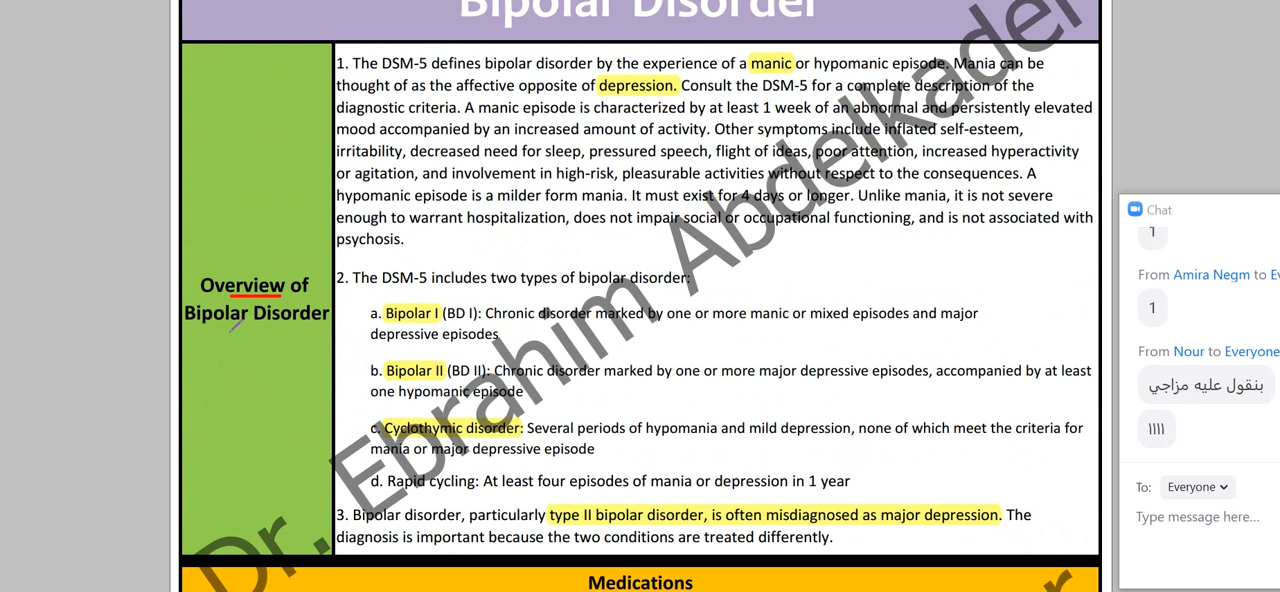 Bipolar Disorder
1. The DSM-5 defines bipolar disorder by the experience of a manic or hypomanic episode. Mania can be
thought of as the affective opposite of depression. Consult the DSM-5 for a complete description of the
diagnostic criteria. A manic episode is characterized by at least 1 week of an abnormal and persistently elevated
mood accompanied by an increased amount of activity. Other symptoms include inflated self-esteem,
irritability, decreased need for sleep, pressured speech, flight of ideas, poor attention, increased hyperactivity
or agitation, and involvement in high-risk, pleasurable activities without respect to the consequences. A
hypomanic episode is a milder form mania. It must exist for 4 days or longer. Unlike mania, it is not severe
enough to warrant hospitalization, does not impair social or occupational functioning, and is not associated with
psychosis.
Overview of
Bipolar Disorder
2. The DSM-5 includes two types of bipolar disorder:
a. Bipolar I (BD I): Chronic disorder marked by one or more manic or mixed episodes and major
depressive episodes
b. Bipolar II (BD II): Chronic disorder marked by one or more major depressive episodes, accompanied by at least
one hypomanic episode
c. Cyclothymic disorder: Several periods of hypomania and mild depression, none of which meet the criteria for
mania or major depressive episode
d. Rapid cycling: At least four episodes of mania or depression in 1 year
3. Bipolar disorder, particularly type II bipolar disorder, is often misdiagnosed as major depression. The
diagnosis is important because the two conditions are treated differently.
Medications
Dr. Ebrahim Abdelkader
Chat
1
From Amira Negm to Ev
1
From Nour to Everyone
بنقول عليه مزاجي
اااا
To: Everyone
Type message here...